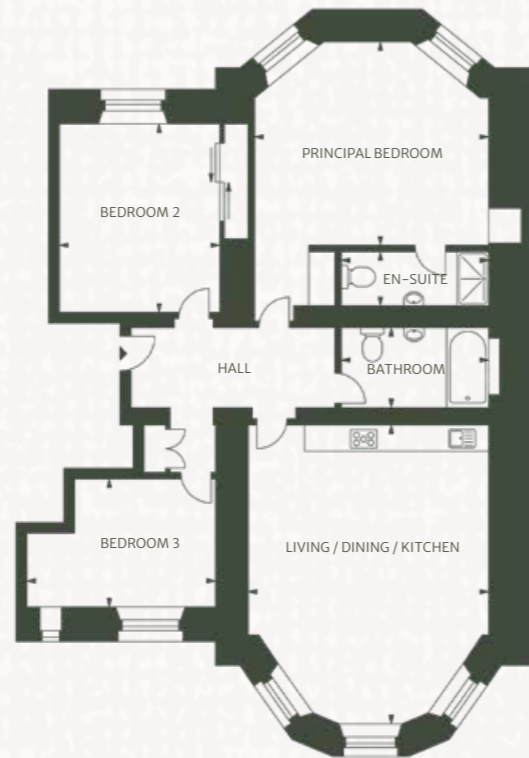 PRINCIPAL BEDROOM
BEDROOM 2
EN-SUITE
HALL
BATHROOM
BEDROOM 3
LIVING / DINING / KITCHEN